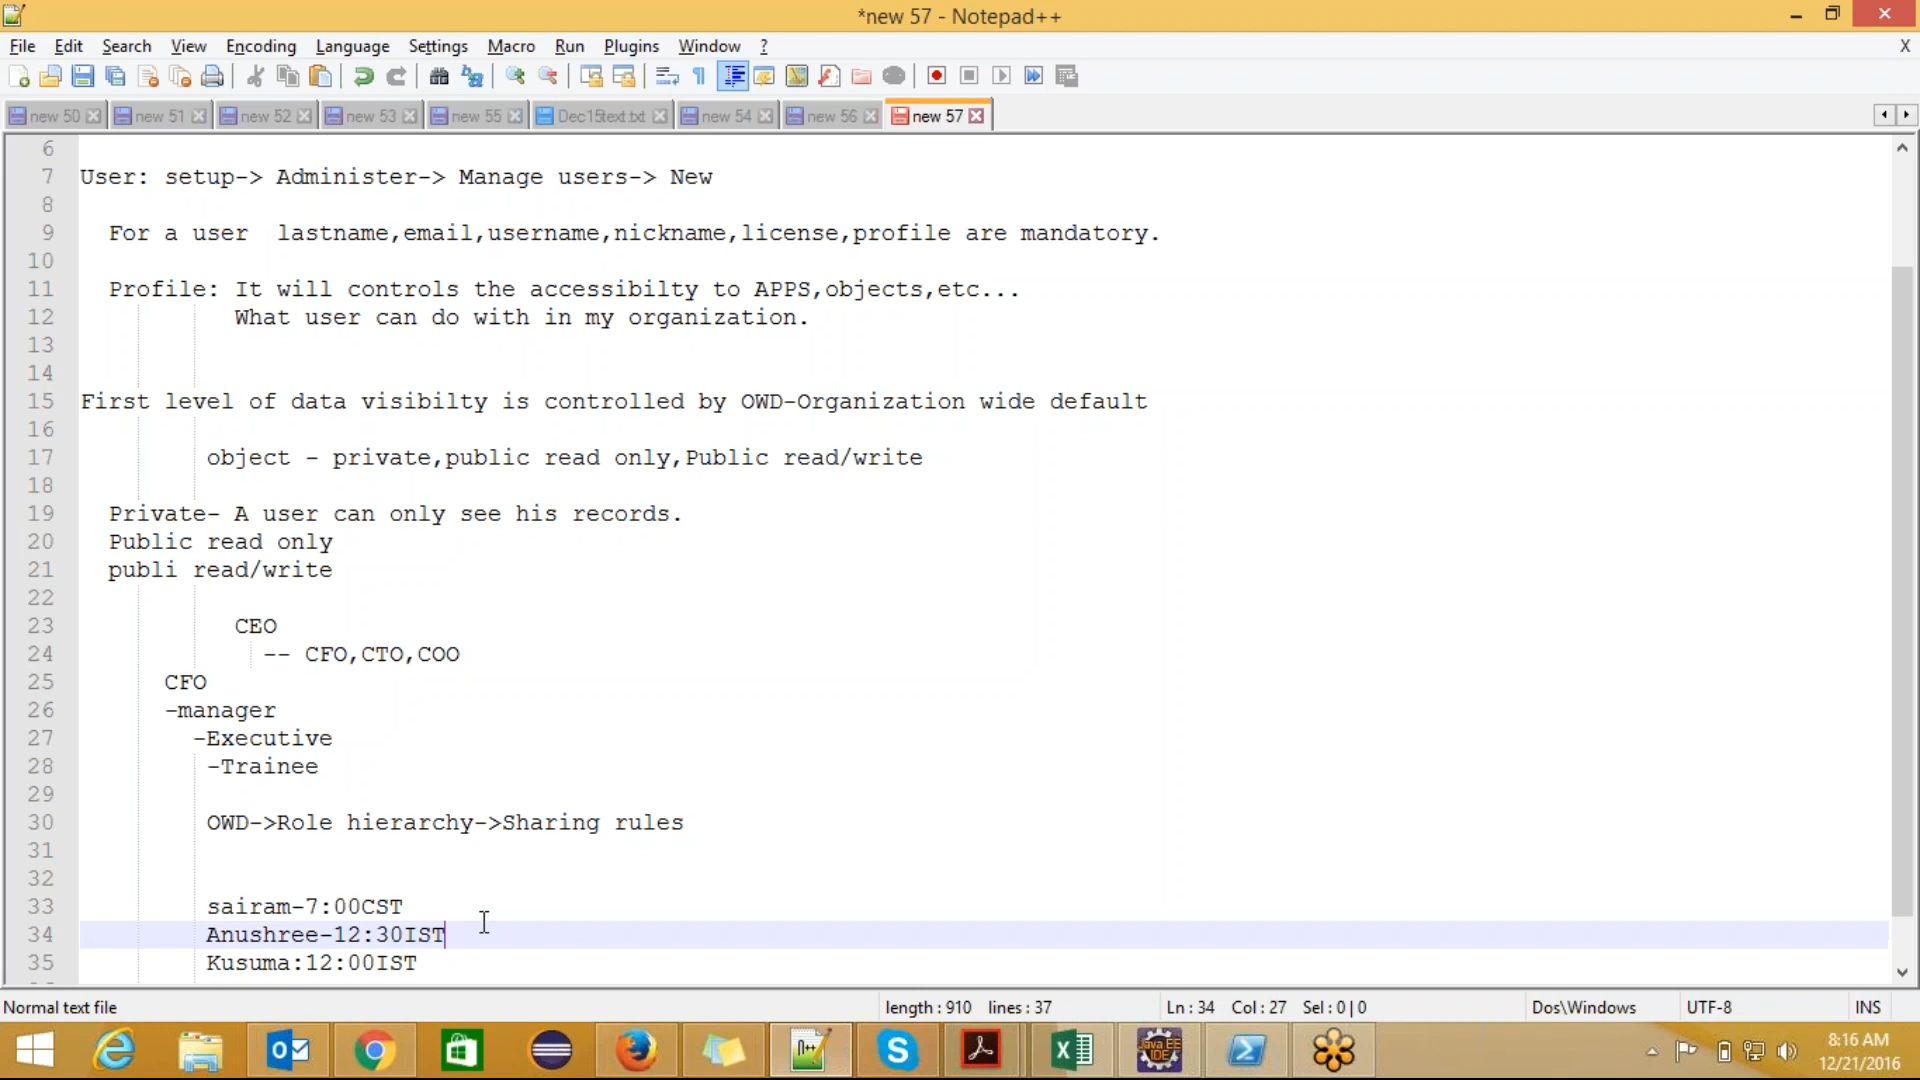 *new 57 - Notepad++
File Edit Search View Encoding Language Settings Macro Run Plugins Window ? X
new 50 new 51 new 52 new 53 new 55 Dec15text.txt new 54 new 56 new 57
6
7 User: setup-> Administer-> Manage users-> New
8
9 For a user  lastname,email,username,nickname,license,profile are mandatory.
10
11 Profile: It will controls the accessibilty to APPS,objects,etc...
12 What user can do with in my organization.
13
14
15 First level of data visibilty is controlled by OWD-Organization wide default
16
17 object - private,public read only,Public read/write
18
19 Private- A user can only see his records.
20 Public read only
21 publi read/write
22
23 CEO
24 -- CFO,CTO,COO
25 CFO
26 -manager
27 -Executive
28 -Trainee
29
30 OWD->Role hierarchy->Sharing rules
31
32
33 sairam-7:00CST
34 Anushree-12:30IST
35 Kusuma:12:00IST
Normal text file length : 910 lines : 37 Ln : 34 Col : 27 Sel : 0 | 0 Dos\Windows UTF-8 INS
8:16 AM
12/21/2016